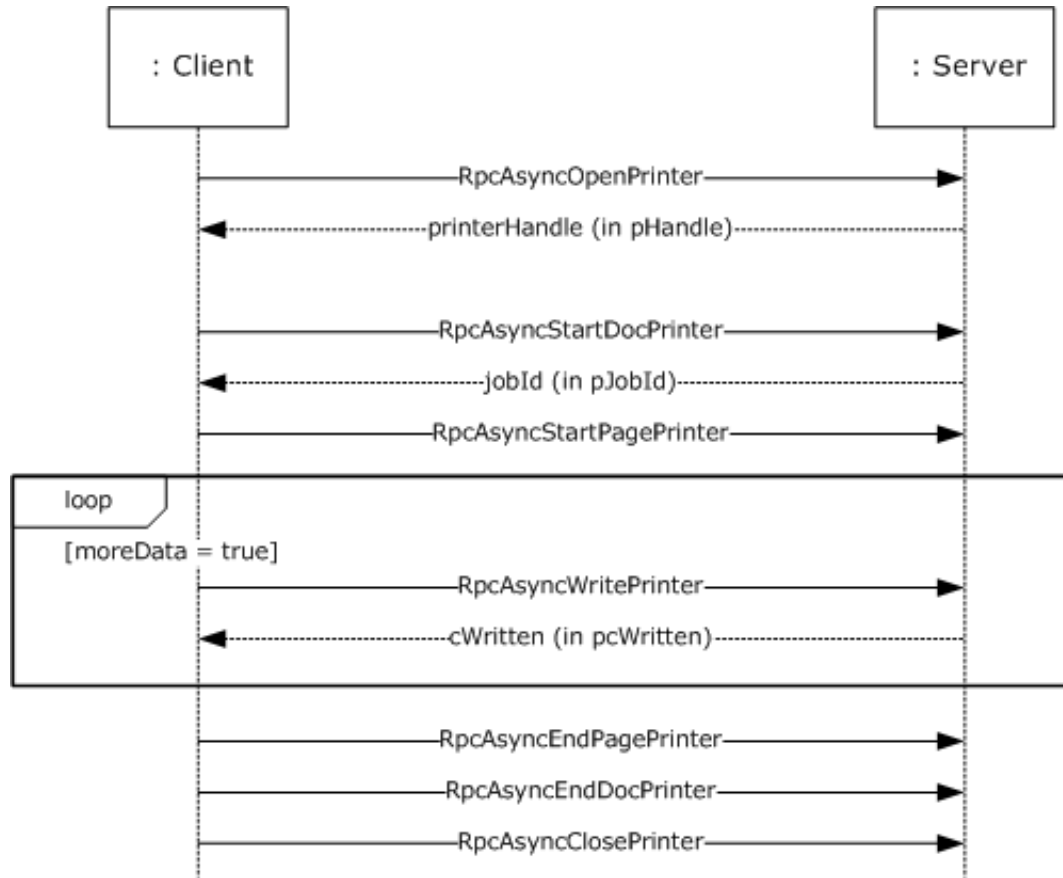 : Client
: Server
RpcAsyncOpenPrinter
printerHandle (in pHandle)
RpcAsyncStartDocPrinter
jobId (in pJobId)
RpcAsyncStartPagePrinter
loop
[moreData = true]
RpcAsyncWritePrinter
cWritten (in pcWritten)
RpcAsyncEndPagePrinter
RpcAsyncEndDocPrinter
RpcAsyncClosePrinter